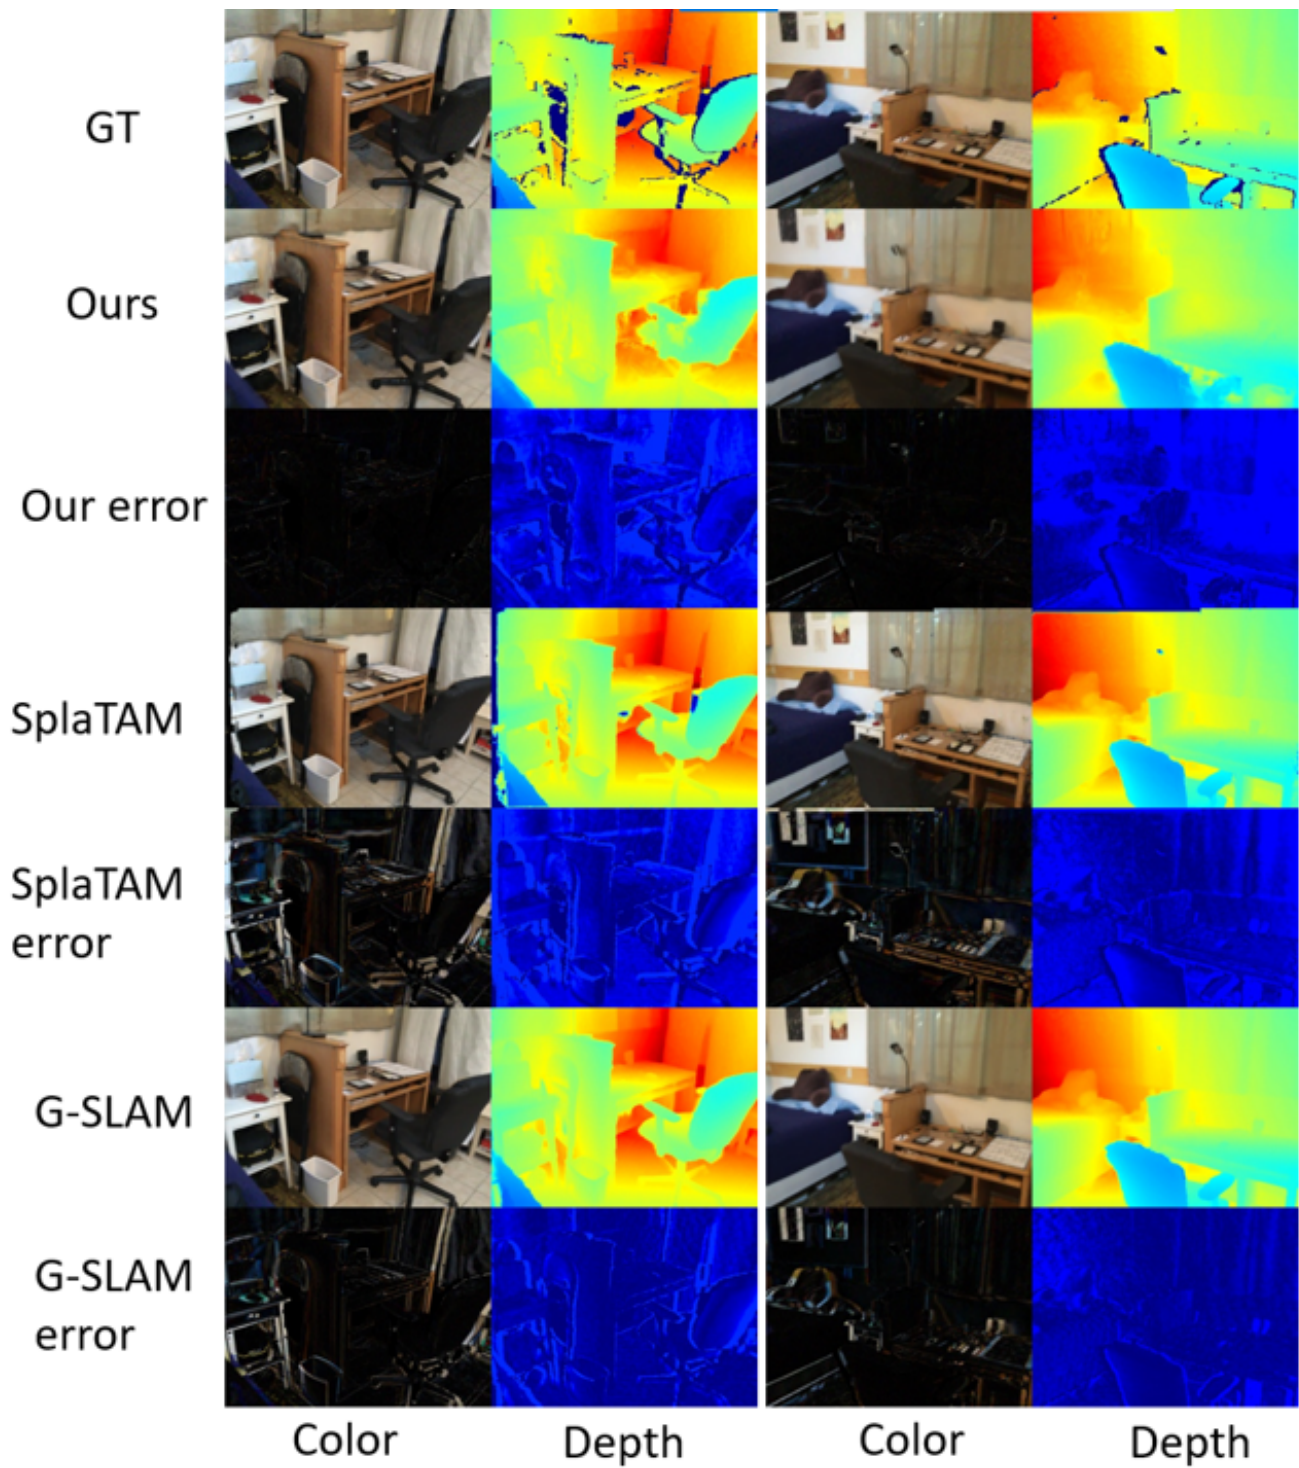 GT
Ours
Our error
SplaTAM
SplaTAM
error
G-SLAM
G-SLAM
error
Color Depth Color Depth